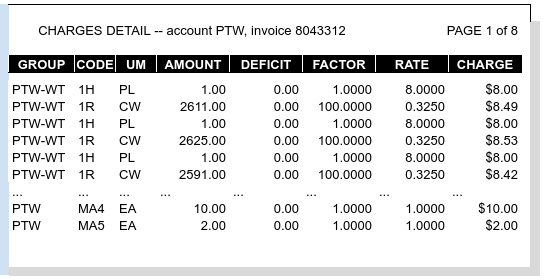 CHARGES DETAIL -- account PTW, invoice 8043312 PAGE 1 of 8
GROUP CODE UM AMOUNT DEFICIT FACTOR RATE CHARGE
PTW-WT 1H PL 1.00 0.00 1.0000 8.0000 $8.00
PTW-WT 1R CW 2611.00 0.00 100.0000 0.3250 $8.49
PTW-WT 1H PL 1.00 0.00 1.0000 8.0000 $8.00
PTW-WT 1R CW 2625.00 0.00 100.0000 0.3250 $8.53
PTW-WT 1H PL 1.00 0.00 1.0000 8.0000 $8.00
PTW-WT 1R CW 2591.00 0.00 100.0000 0.3250 $8.42
... ... ... ... ... ... ... ...
PTW MA4 EA 10.00 0.00 1.0000 1.0000 $10.00
PTW MA5 EA 2.00 0.00 1.0000 1.0000 $2.00